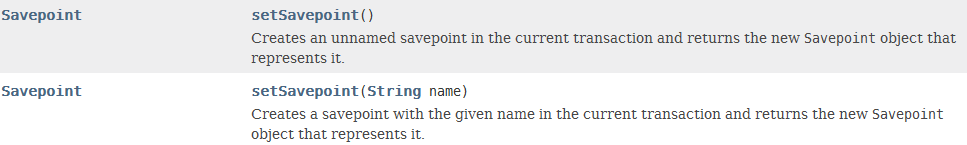 Savepoint setSavepoint()
Creates an unnamed savepoint in the current transaction and returns the new Savepoint object that
represents it.
Savepoint setSavepoint(String name)
Creates a savepoint with the given name in the current transaction and returns the new Savepoint
object that represents it.